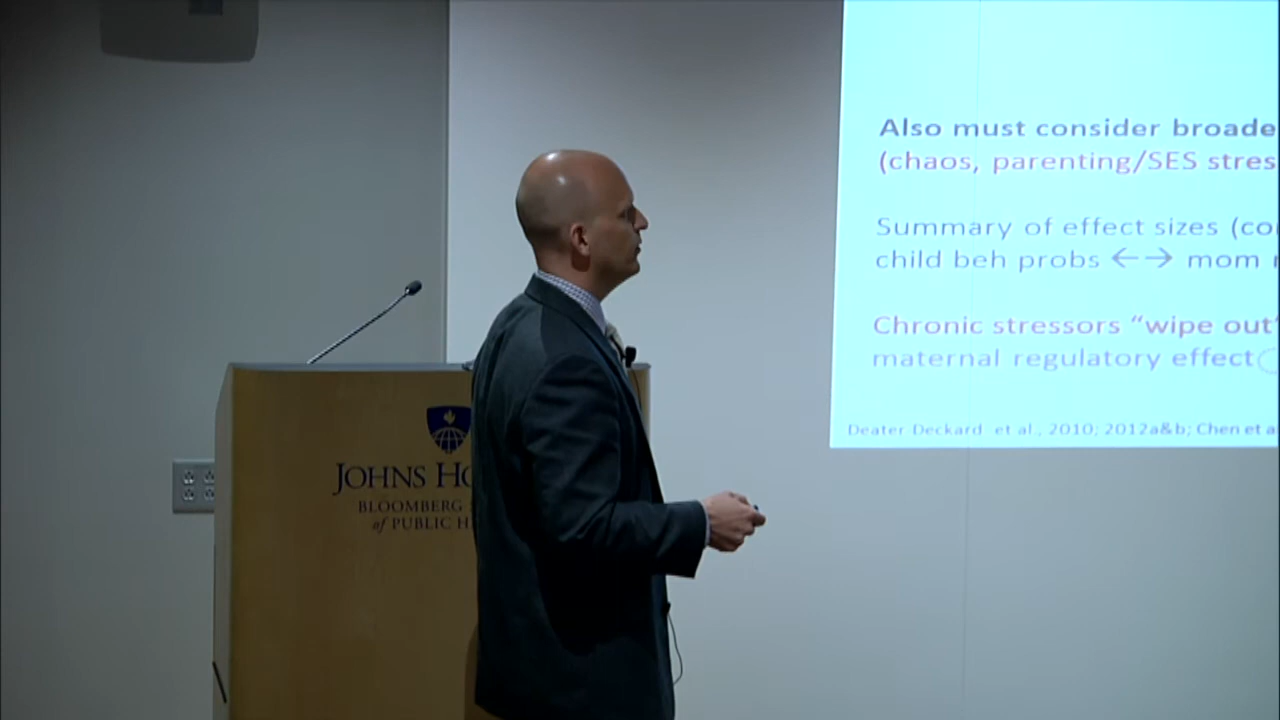 Also must consider broade
(chaos, parenting/SES stres
Summary of effect sizes (co
child beh probs ←→ mom
Chronic stressors “wipe out”
maternal regulatory effect
Deater Deckard et al., 2010; 2012a&b; Chen et a
JOHNS HO
BLOOMBERG
of PUBLIC H